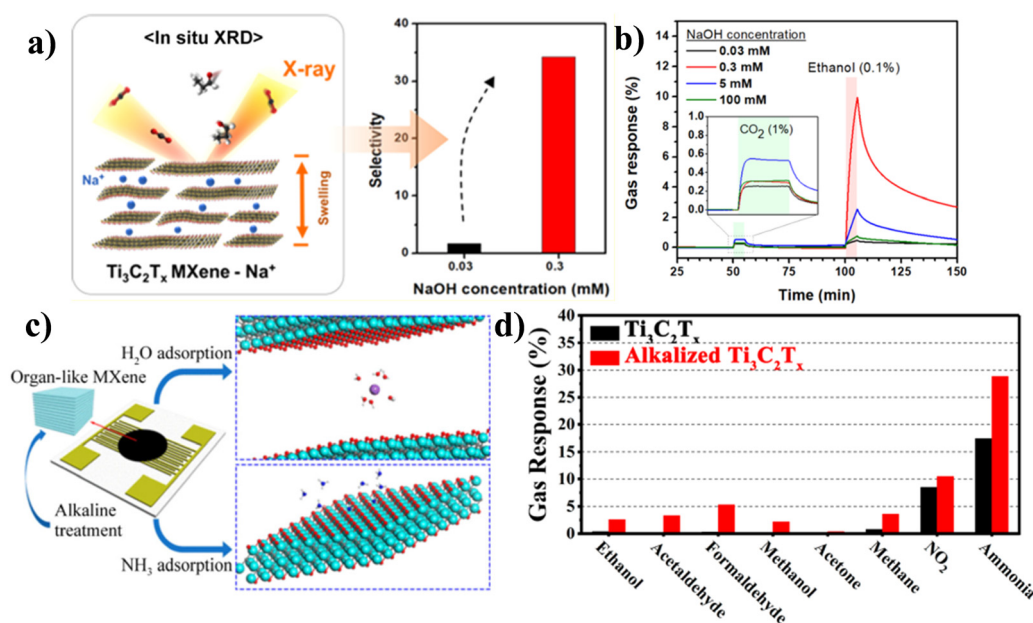 a)
<In situ XRD>
X-ray
Na⁺
Swelling
Ti₃C₂Tₓ MXene - Na⁺
Selectivity
40
30
20
10
0
0.03
0.3
NaOH concentration (mM)
b)
Gas response (%)
14
12
10
8
6
4
2
0
NaOH concentration
0.03 mM
0.3 mM
5 mM
100 mM
Ethanol (0.1%)
1.0
0.8
0.6
0.4
0.2
0.0
CO₂ (1%)
25
50
75
100
125
150
Time (min)
c)
H₂O adsorption
Organ-like MXene
Alkaline
treatment
NH₃ adsorption
d)
Gas Response (%)
40
35
30
25
20
15
10
5
0
Ti₃C₂Tₓ
Alkalized Ti₃C₂Tₓ
Ethanol
Acetaldehyde
Formaldehyde
Methanol
Acetone
Methane
NO₂
Ammonia